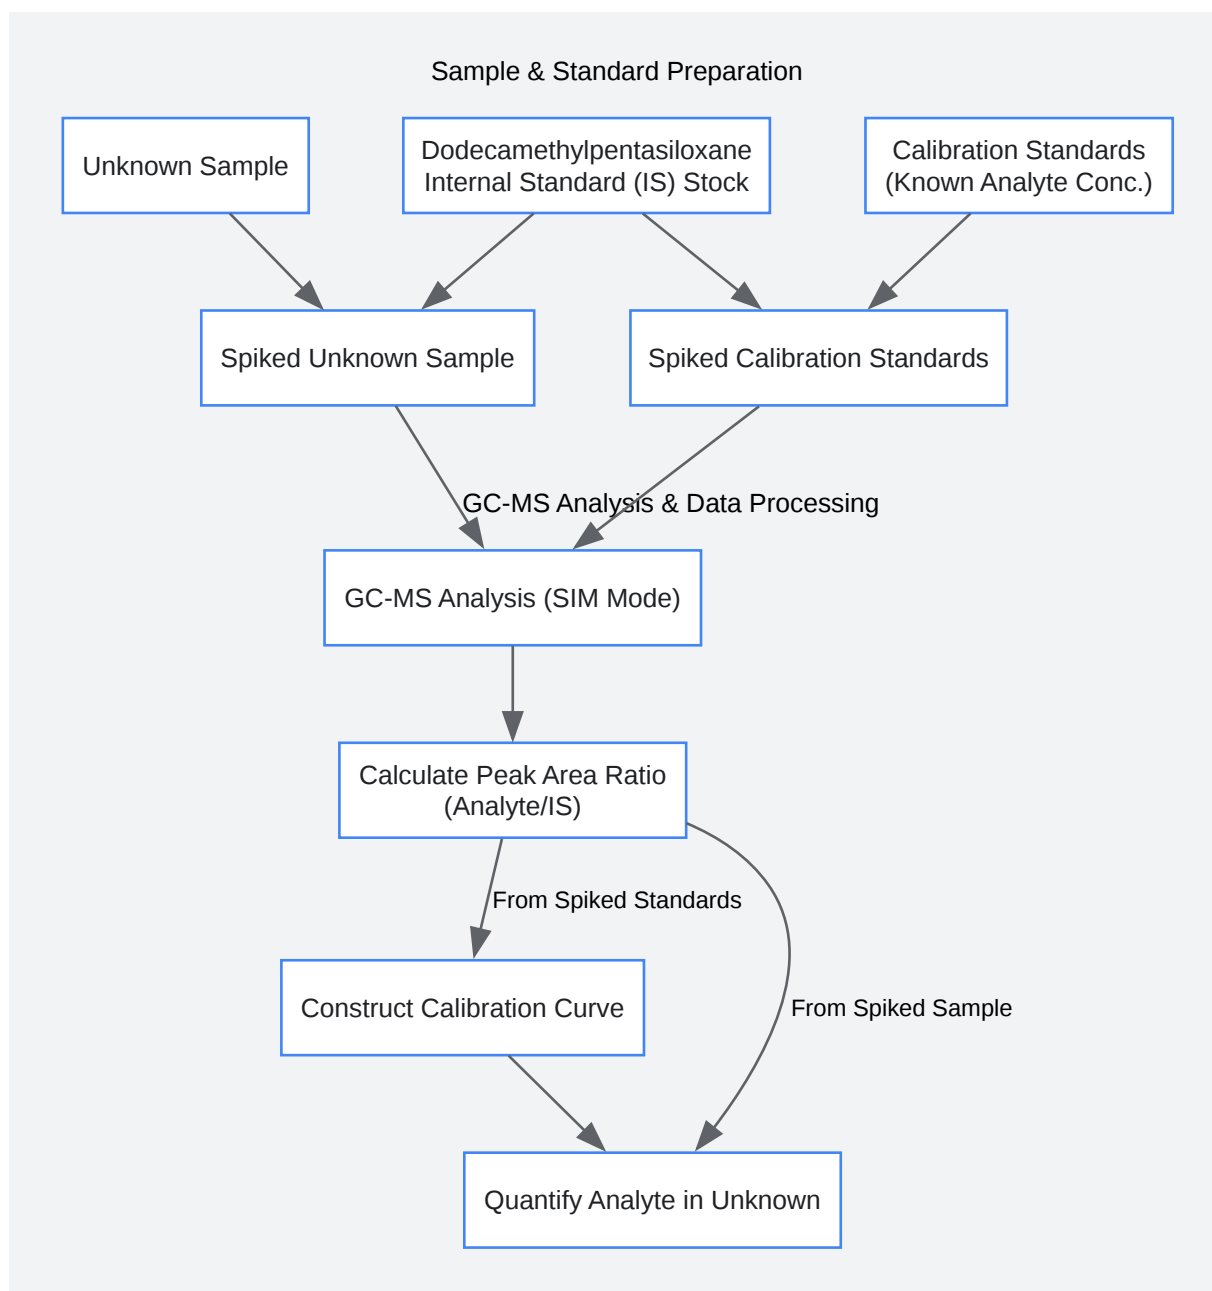 Sample & Standard Preparation
Unknown Sample
Dodecamethylpentasiloxane
Internal Standard (IS) Stock
Calibration Standards
(Known Analyte Conc.)
Spiked Unknown Sample
Spiked Calibration Standards
GC-MS Analysis & Data Processing
GC-MS Analysis (SIM Mode)
Calculate Peak Area Ratio
(Analyte/IS)
From Spiked Standards
Construct Calibration Curve
From Spiked Sample
Quantify Analyte in Unknown